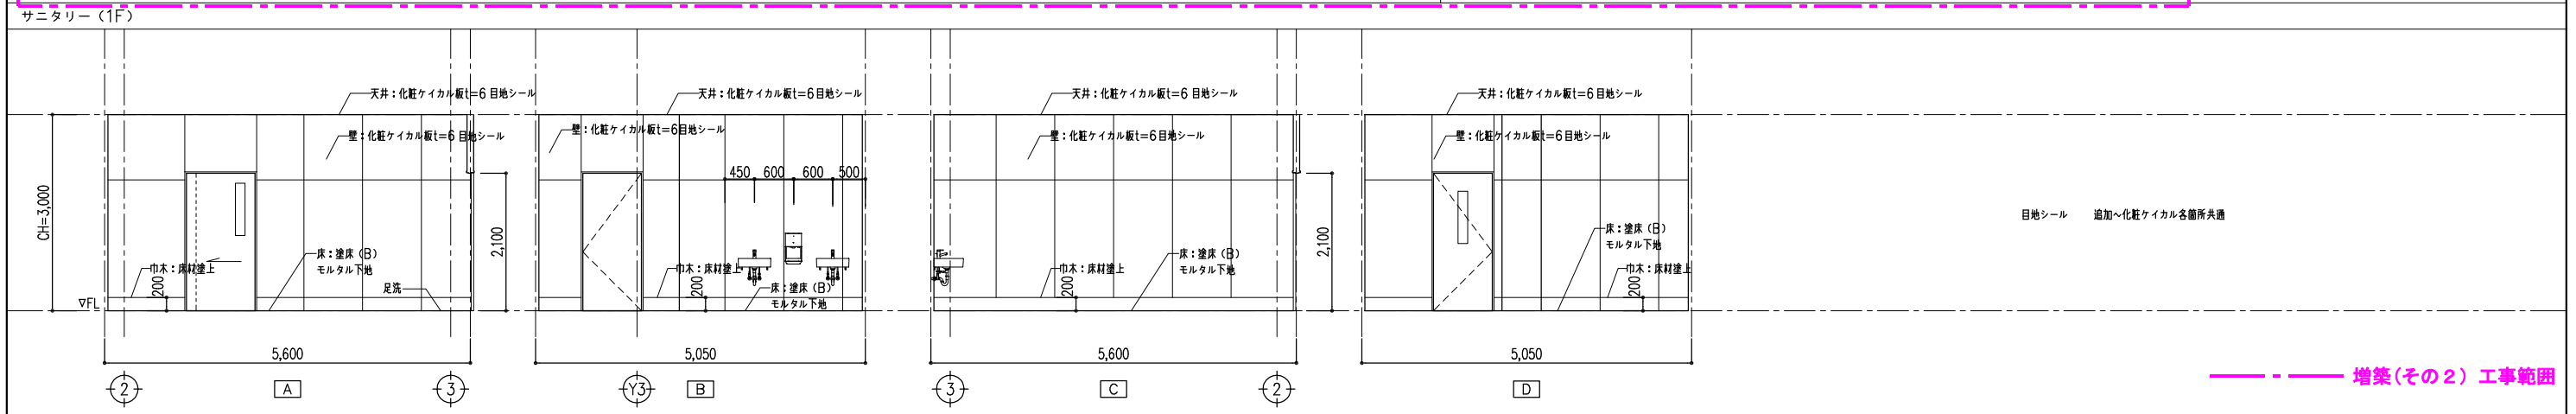 サニタリー（1F）
天井：化粧ケイカル板t=6 目地シール
壁：化粧ケイカル板t=6 目地シール
CH=3,000
2,100
床：塗床（B）
モルタル下地
巾木：床材塗上
200
足洗
▽FL
5,600
2
A
3
天井：化粧ケイカル板t=6目地シール
壁：化粧ケイカル板t=6目地シール
450 600 600 500
巾木：床材塗上
200
床：塗床（B）
モルタル下地
5,050
Y3
B
天井：化粧ケイカル板t=6 目地シール
壁：化粧ケイカル板t=6目地シール
2,100
床：塗床（B）
モルタル下地
巾木：床材塗上
200
5,600
3
C
2
天井：化粧ケイカル板t=6 目地シール
壁：化粧ケイカル板t=6目地シール
床：塗床（B）
モルタル下地
巾木：床材塗上
200
5,050
D
目地シール　追加～化粧ケイカル各箇所共通
増築(その２) 工事範囲